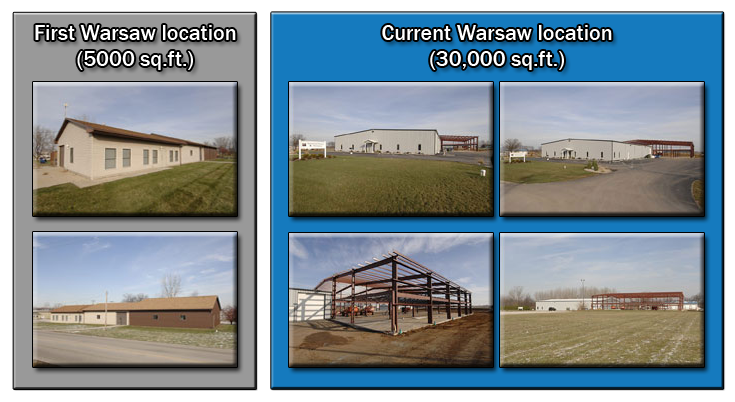 First Warsaw location
(5000 sq.ft.)
Current Warsaw location
(30,000 sq.ft.)